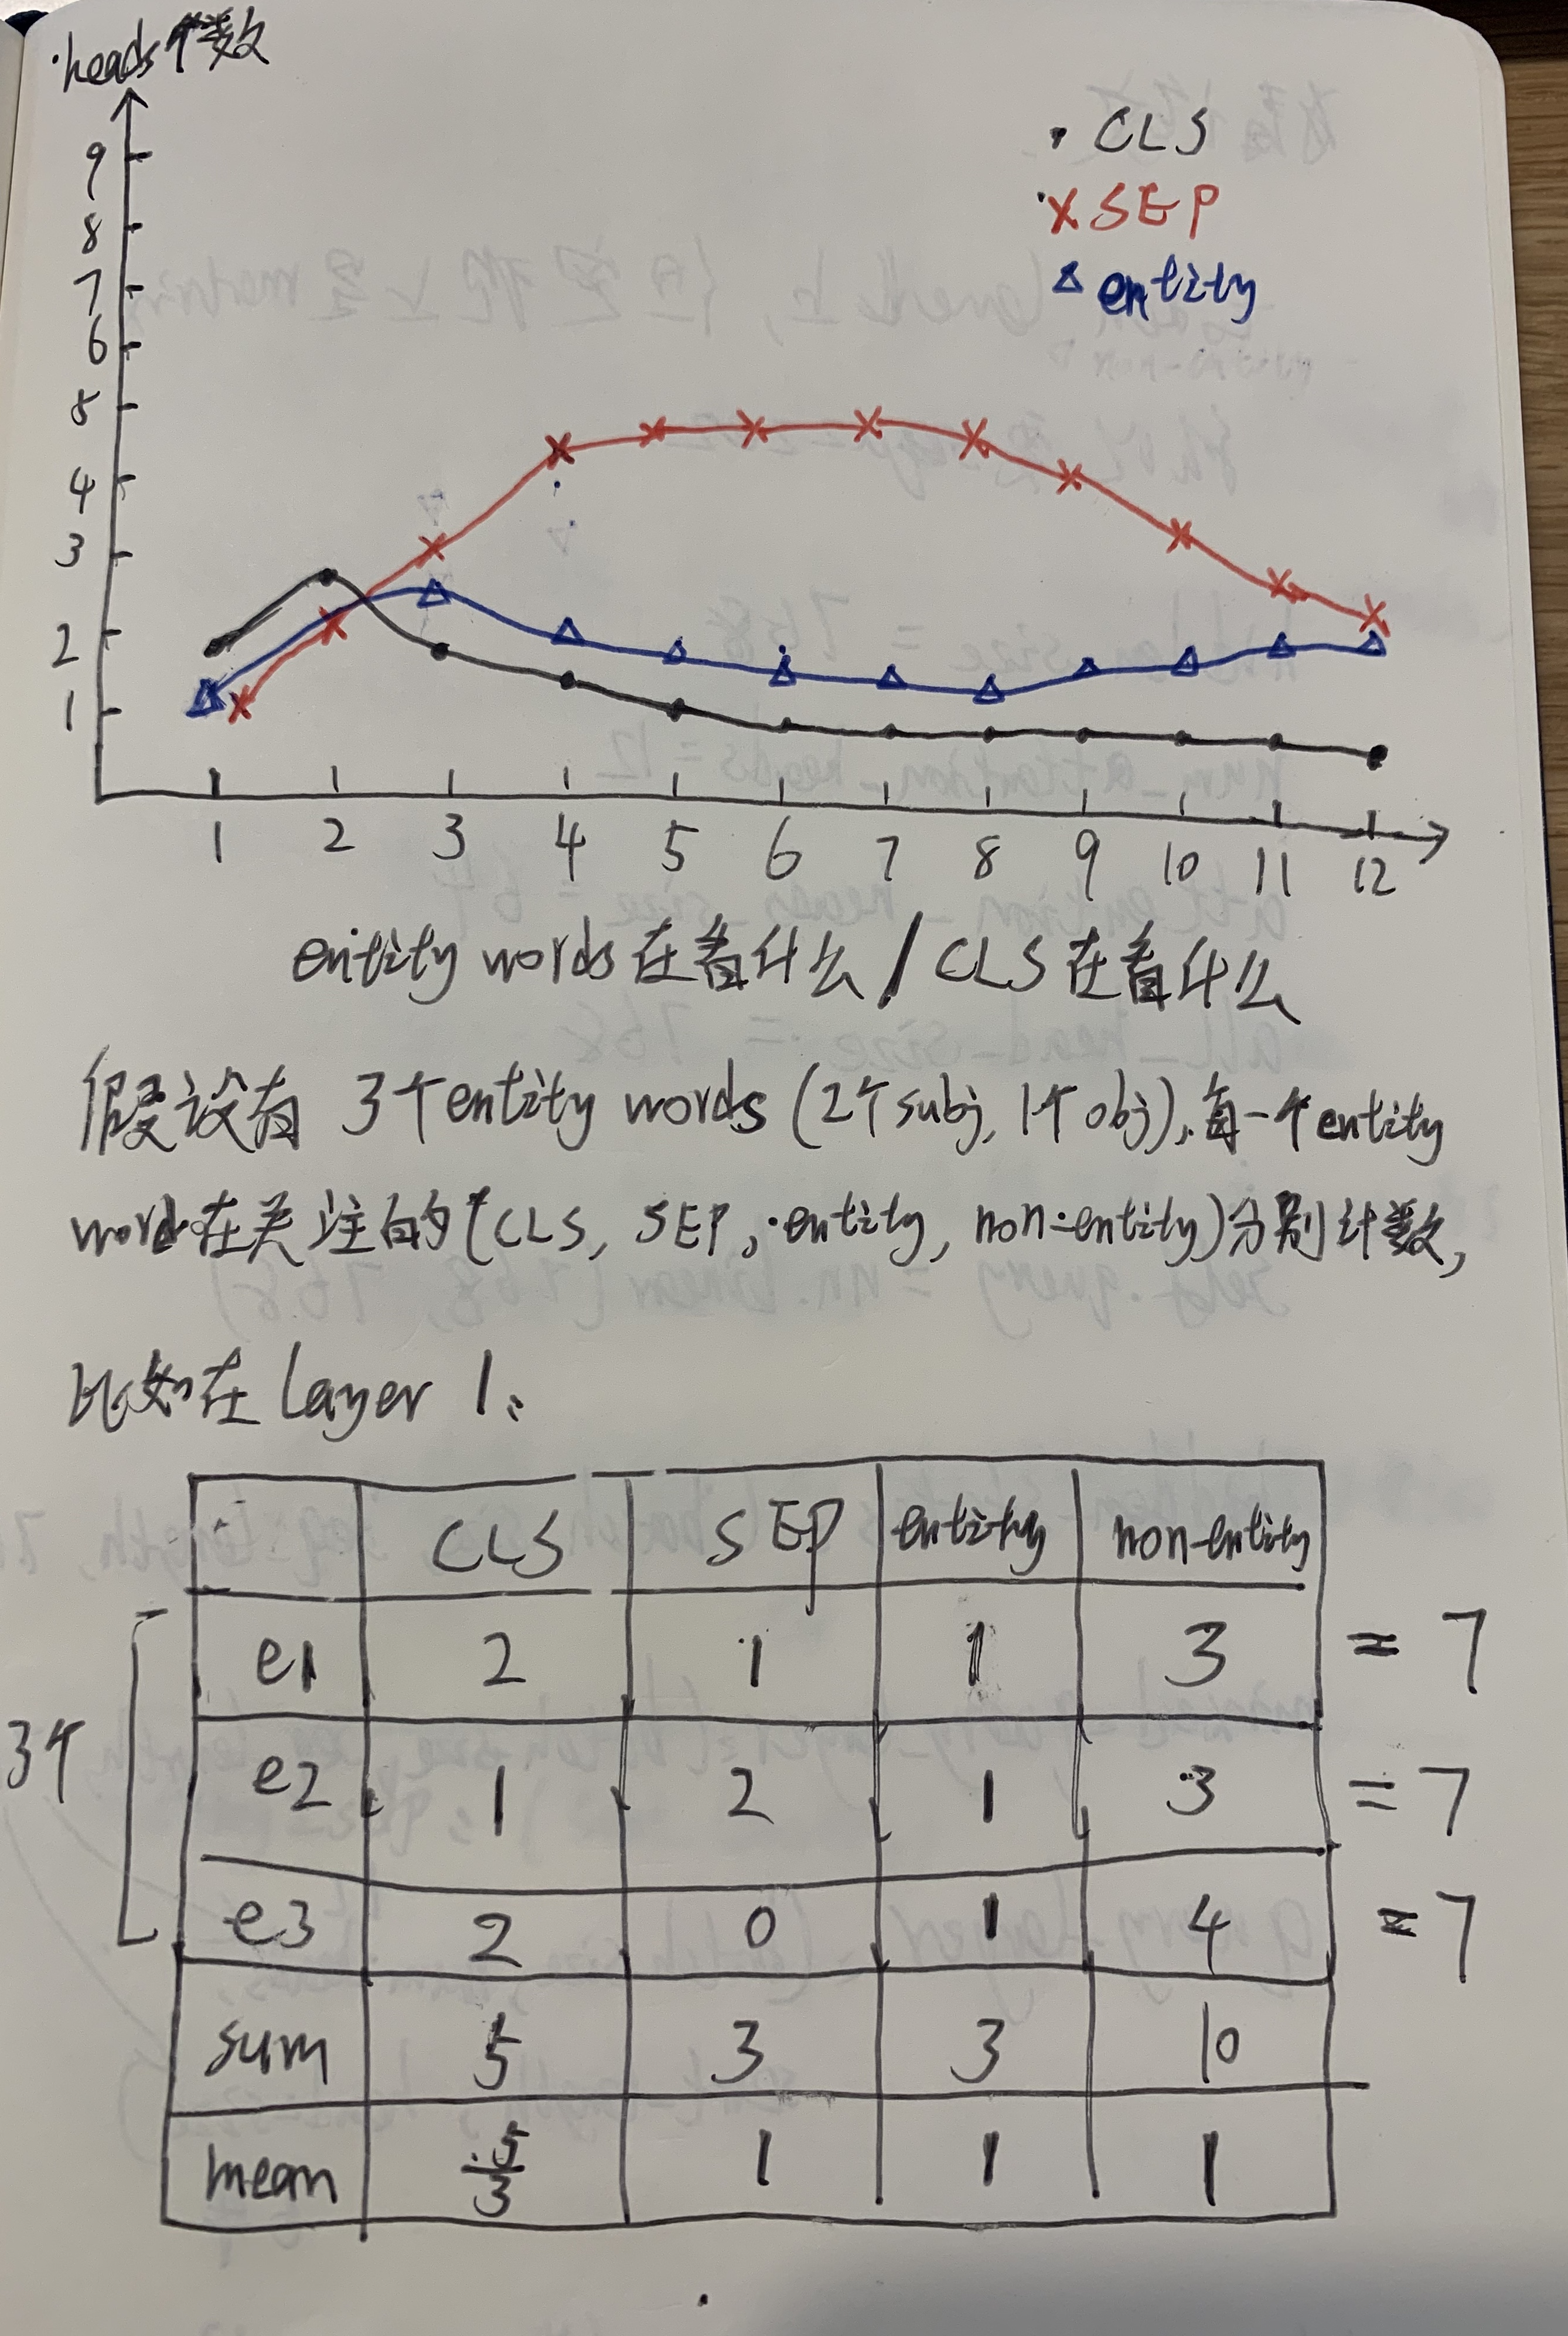 heads个数
• CLS
× SEP
△ entity
9
8
7
6
8
4
3
2
1
1 2 3 4 5 6 7 8 9 10 11 12
entity words在看什么 / CLS在看什么
假设有 3个entity words (2个subj, 1个obj), 每一个entity
word在关注的(CLS, SEP, entity, non-entity)分别计数,
比如在 Layer 1:
CLS SEP entity non-entity
e1 2 1 1 3 = 7
e2 1 2 1 3 = 7
e3 2 0 1 4 = 7
3个
sum 5 3 3 10
mean 5/3 1 1 1